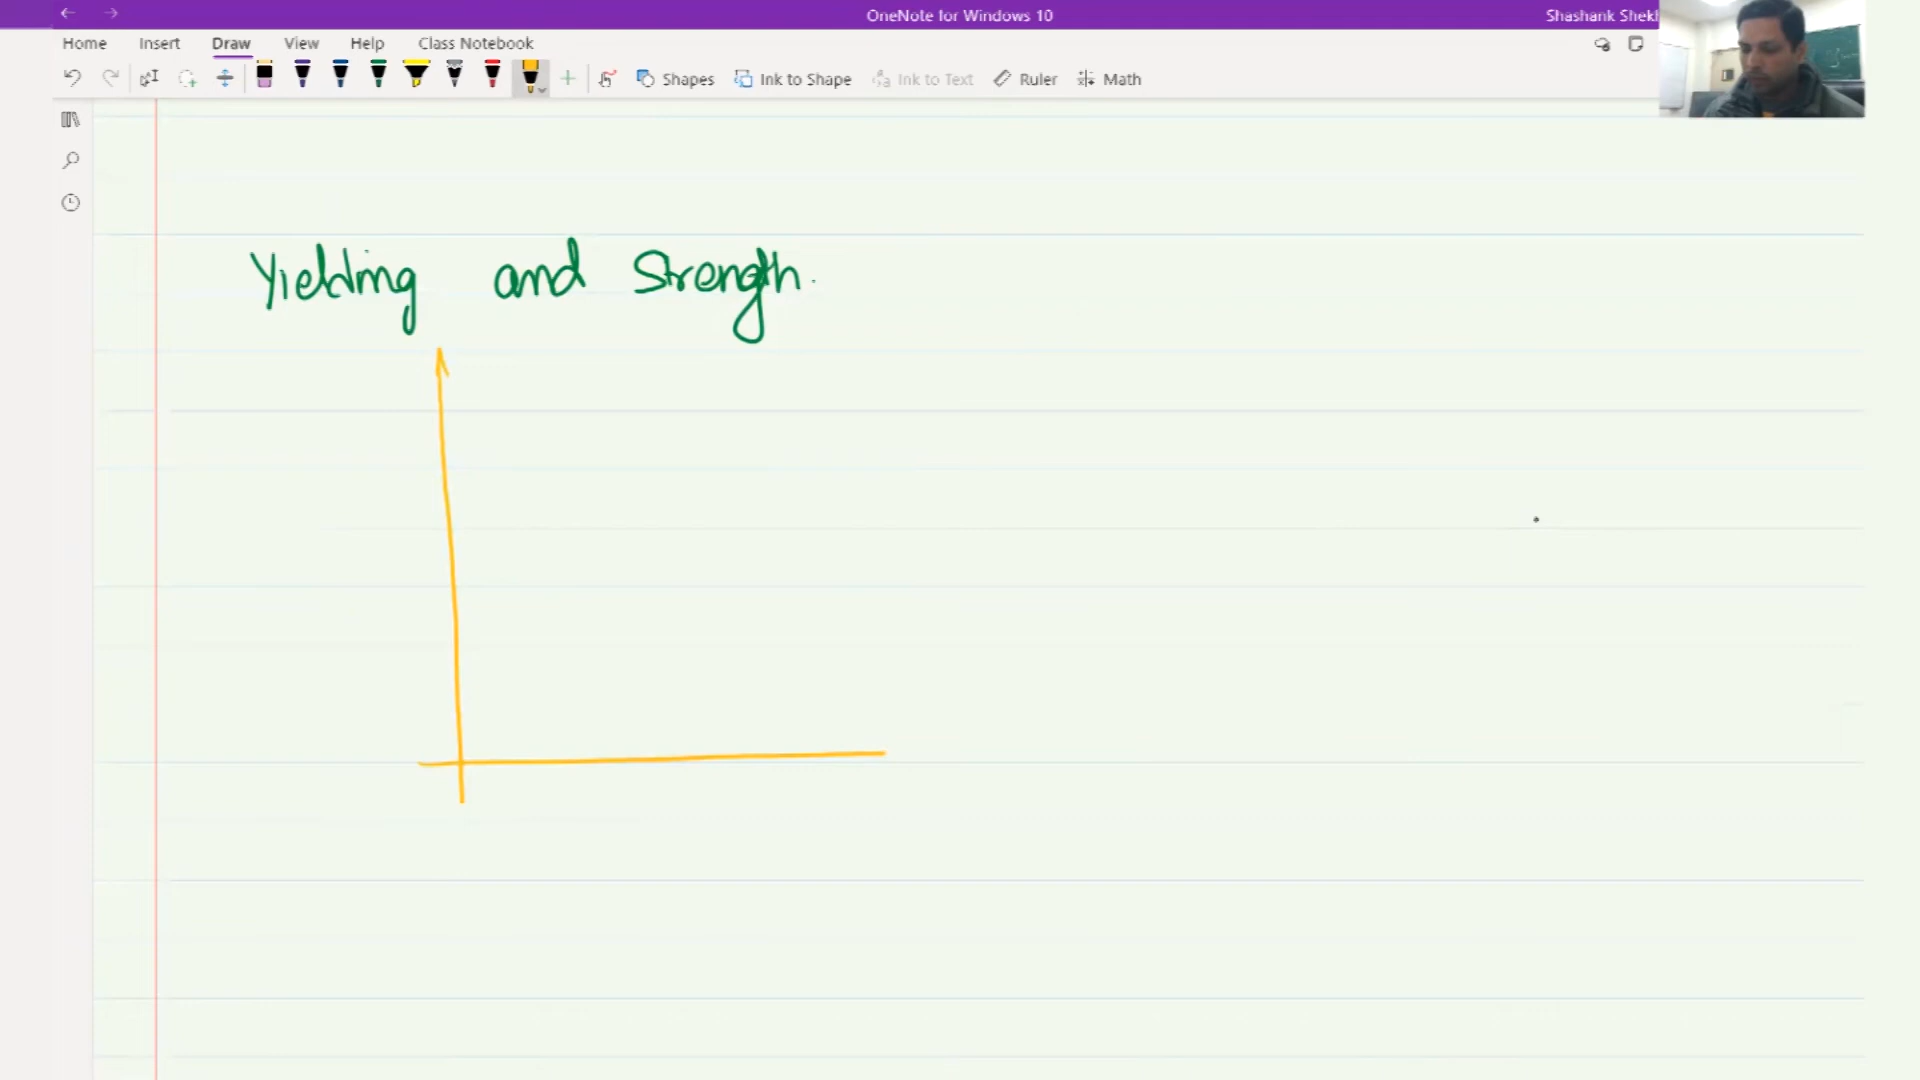 OneNote for Windows 10
Shashank Shekh
Home Insert Draw View Help Class Notebook
Shapes Ink to Shape Ink to Text Ruler Math
Yielding and Strength.